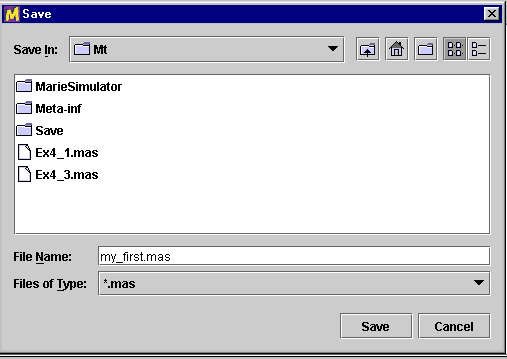 M Save
Save In: Mt
MarieSimulator
Meta-inf
Save
Ex4_1.mas
Ex4_3.mas
File Name: my_first.mas
Files of Type: *.mas
Save Cancel